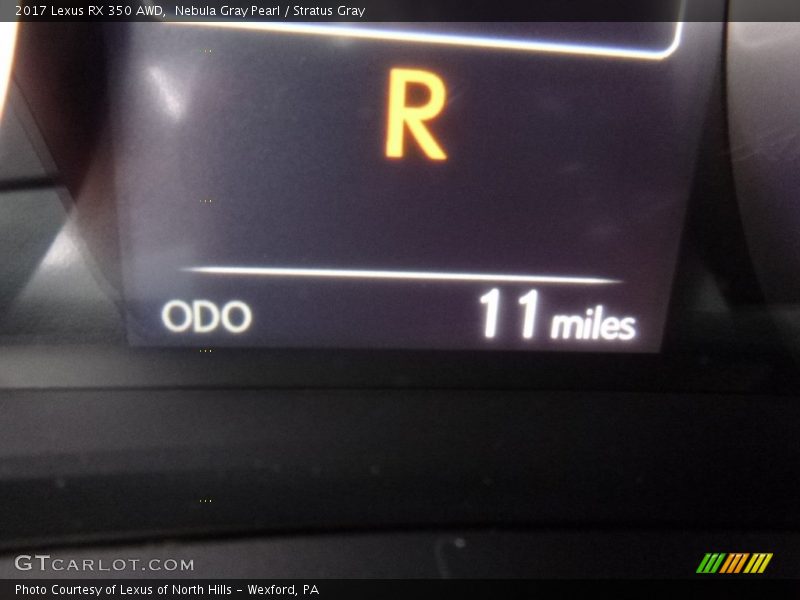 2017 Lexus RX 350 AWD,  Nebula Gray Pearl / Stratus Gray
R
ODO 11 miles
GTCARLOT.COM
Photo Courtesy of Lexus of North Hills - Wexford, PA